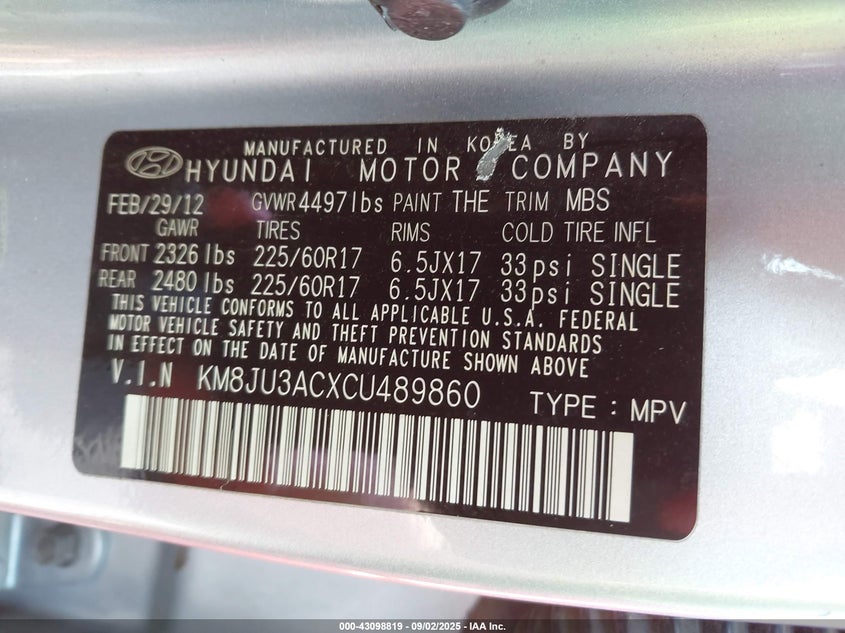 MANUFACTURED IN KOREA BY
HYUNDAI MOTOR COMPANY
FEB/29/12 GVWR 4497 lbs PAINT THE TRIM MBS
GAWR TIRES RIMS COLD TIRE INFL
FRONT 2326 lbs 225/60R17 6.5JX17 33psi SINGLE
REAR 2480 lbs 225/60R17 6.5JX17 33psi SINGLE
THIS VEHICLE CONFORMS TO ALL APPLICABLE U.S.A. FEDERAL
MOTOR VEHICLE SAFETY AND THEFT PREVENTION STANDARDS
IN EFFECT ON THE DATE OF MANUFACTURE SHOWN ABOVE
V.I.N KM8JU3ACXCU489860 TYPE : MPV
000-43098819 - 09/02/2025 - IAA Inc.